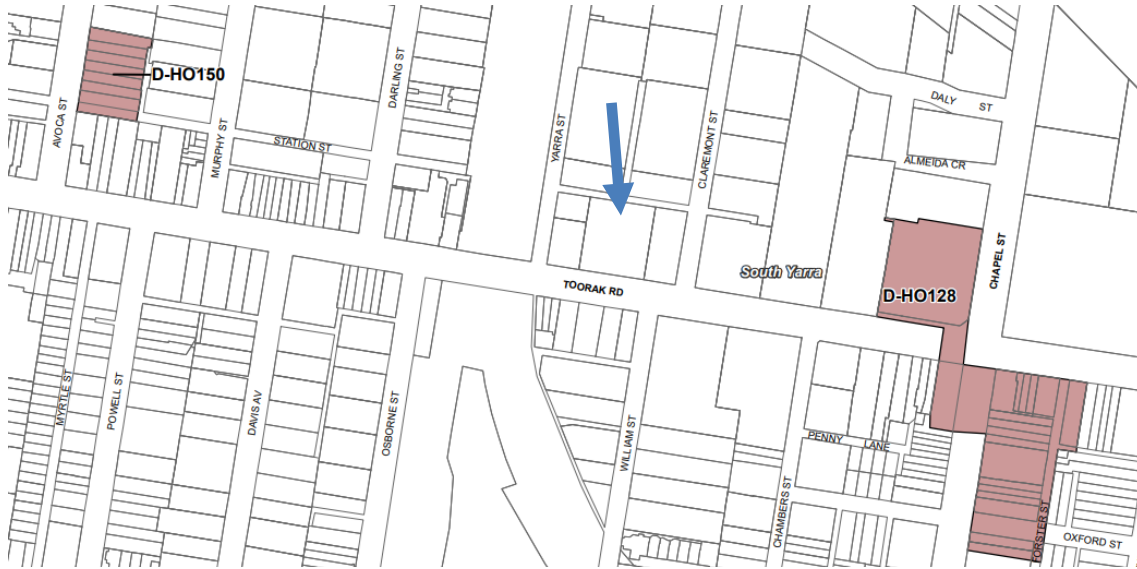 D-HO150
AVOCA ST
MURPHY ST
DARLING ST
STATION ST
YARRA ST
CLAREMONT ST
DALY ST
ALMEIDA CR
CHAPEL ST
South Yarra
TOORAK RD
D-HO128
MYRTLE ST
POWELL ST
DAVIS AV
OSBORNE ST
WILLIAM ST
CHAMBERS ST
PENNY LANE
FORSTER ST
OXFORD ST